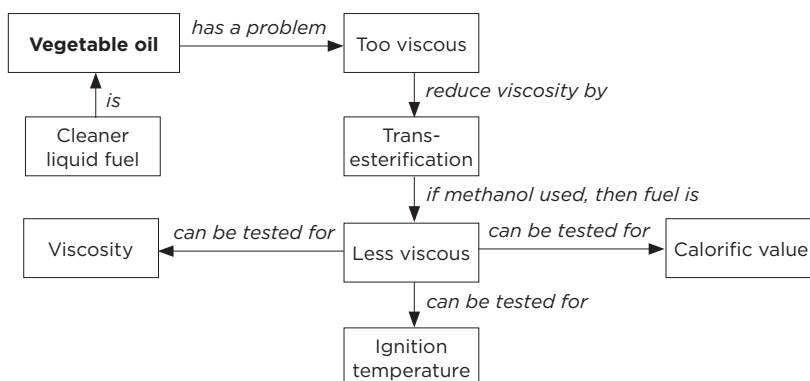 has a problem
Vegetable oil
Too viscous
is
reduce viscosity by
Cleaner
liquid fuel
Trans-
esterification
if methanol used, then fuel is
can be tested for
can be tested for
Viscosity
Less viscous
Calorific value
can be tested for
Ignition
temperature